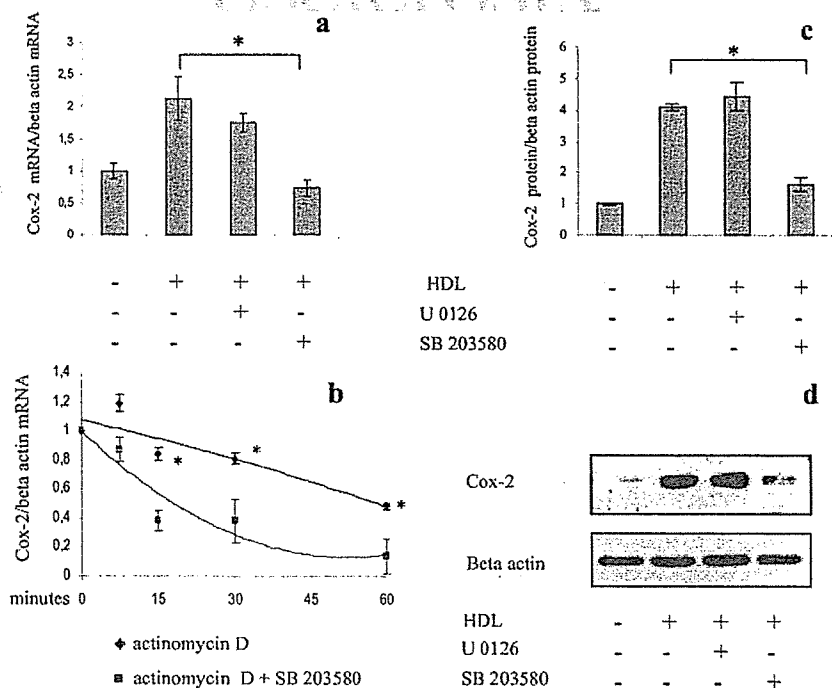 a
Cox-2 mRNA/beta actin mRNA
3
2,5
2
1,5
1
0,5
0
*
c
Cox-2 protein/beta actin protein
6
5
4
3
2
1
0
*
- + + + HDL - + + +
- - + - U 0126 - - + -
- - - + SB 203580 - - - +
b
Cox-2/beta actin mRNA
1,4
1,2
1
0,8
0,6
0,4
0,2
0
* * *
minutes 0 15 30 45 60
actinomycin D
actinomycin D + SB 203580
d
Cox-2
Beta actin
HDL - + + +
U 0126 - - + -
SB 203580 - - - +